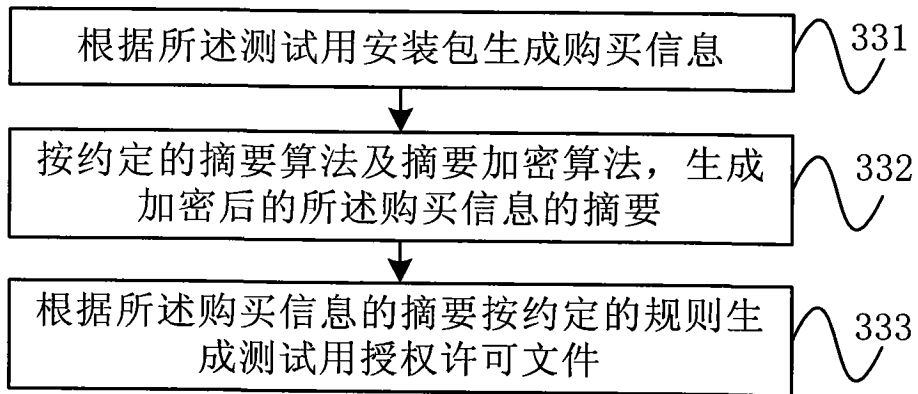 根据所述测试用安装包生成购买信息
331
按约定的摘要算法及摘要加密算法，生成
加密后的所述购买信息的摘要
332
根据所述购买信息的摘要按约定的规则生
成测试用授权许可文件
333